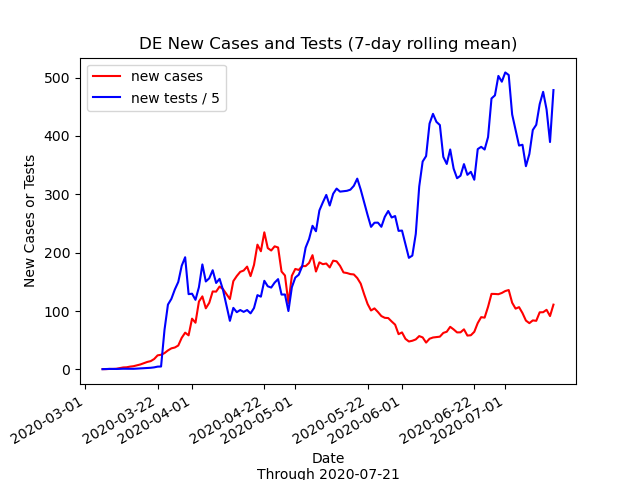 DE New Cases and Tests (7-day rolling mean)
new cases
new tests / 5
New Cases or Tests
500
400
300
200
100
0
2020-03-01
2020-03-22
2020-04-01
2020-04-22
2020-05-01
2020-05-22
2020-06-01
2020-06-22
2020-07-01
Date
Through 2020-07-21